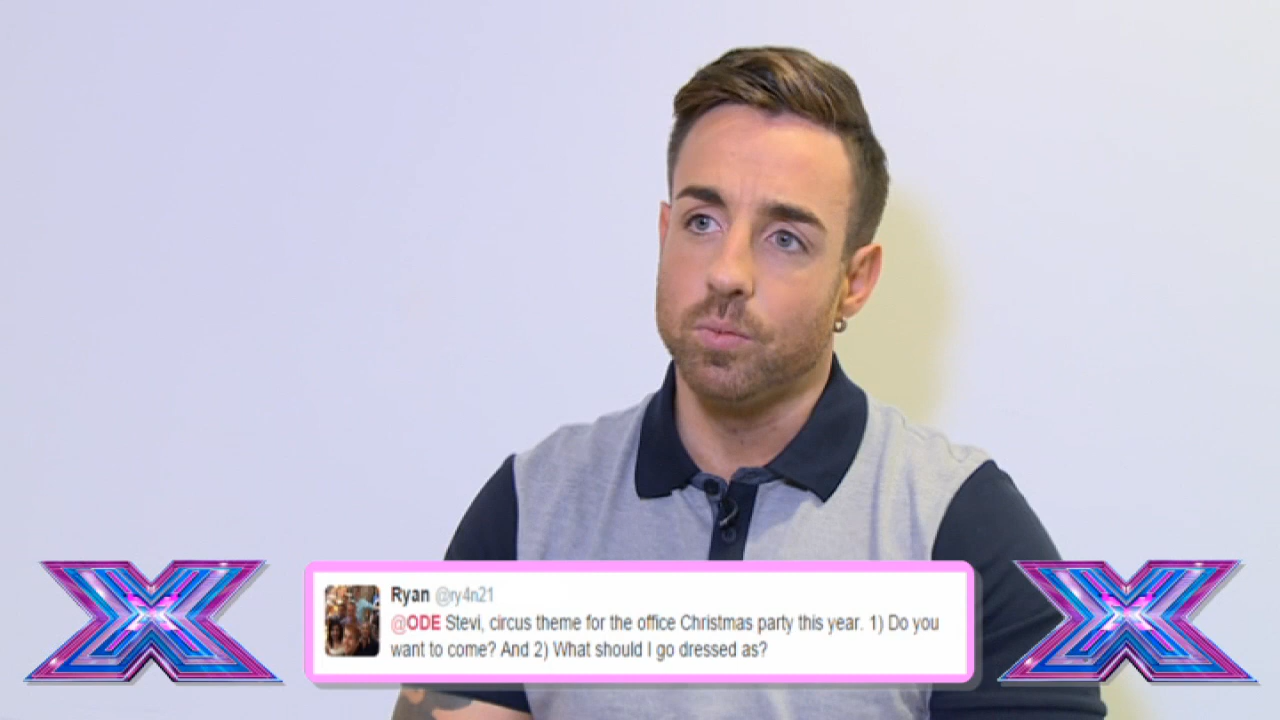 Ryan @ry4n21
@ODE Stevi, circus theme for the office Christmas party this year. 1) Do you
want to come? And 2) What should I go dressed as?